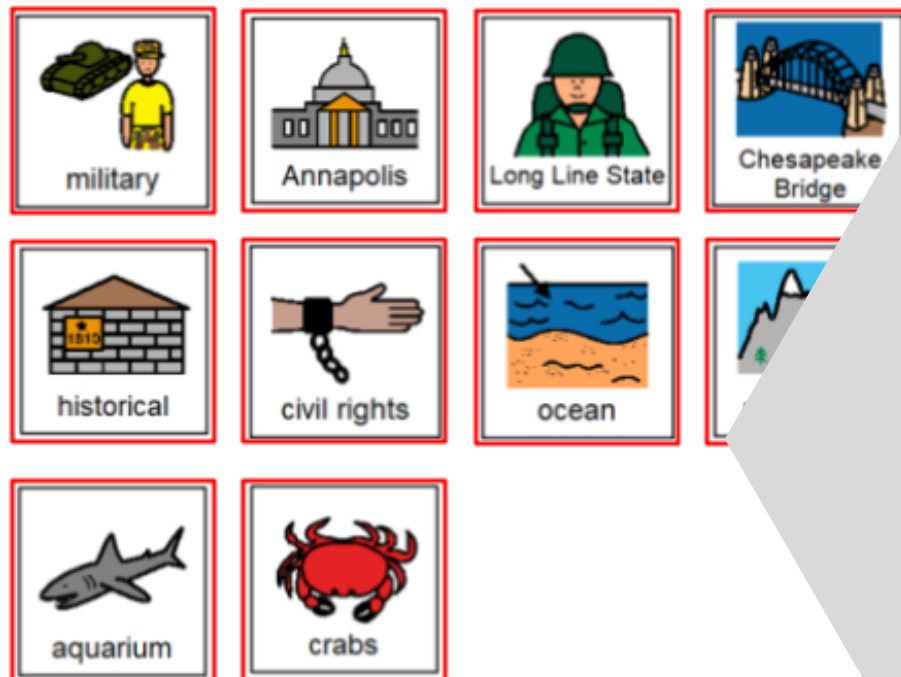 military
Annapolis
Long Line State
Chesapeake
Bridge
1810
historical
civil rights
ocean
aquarium
crabs